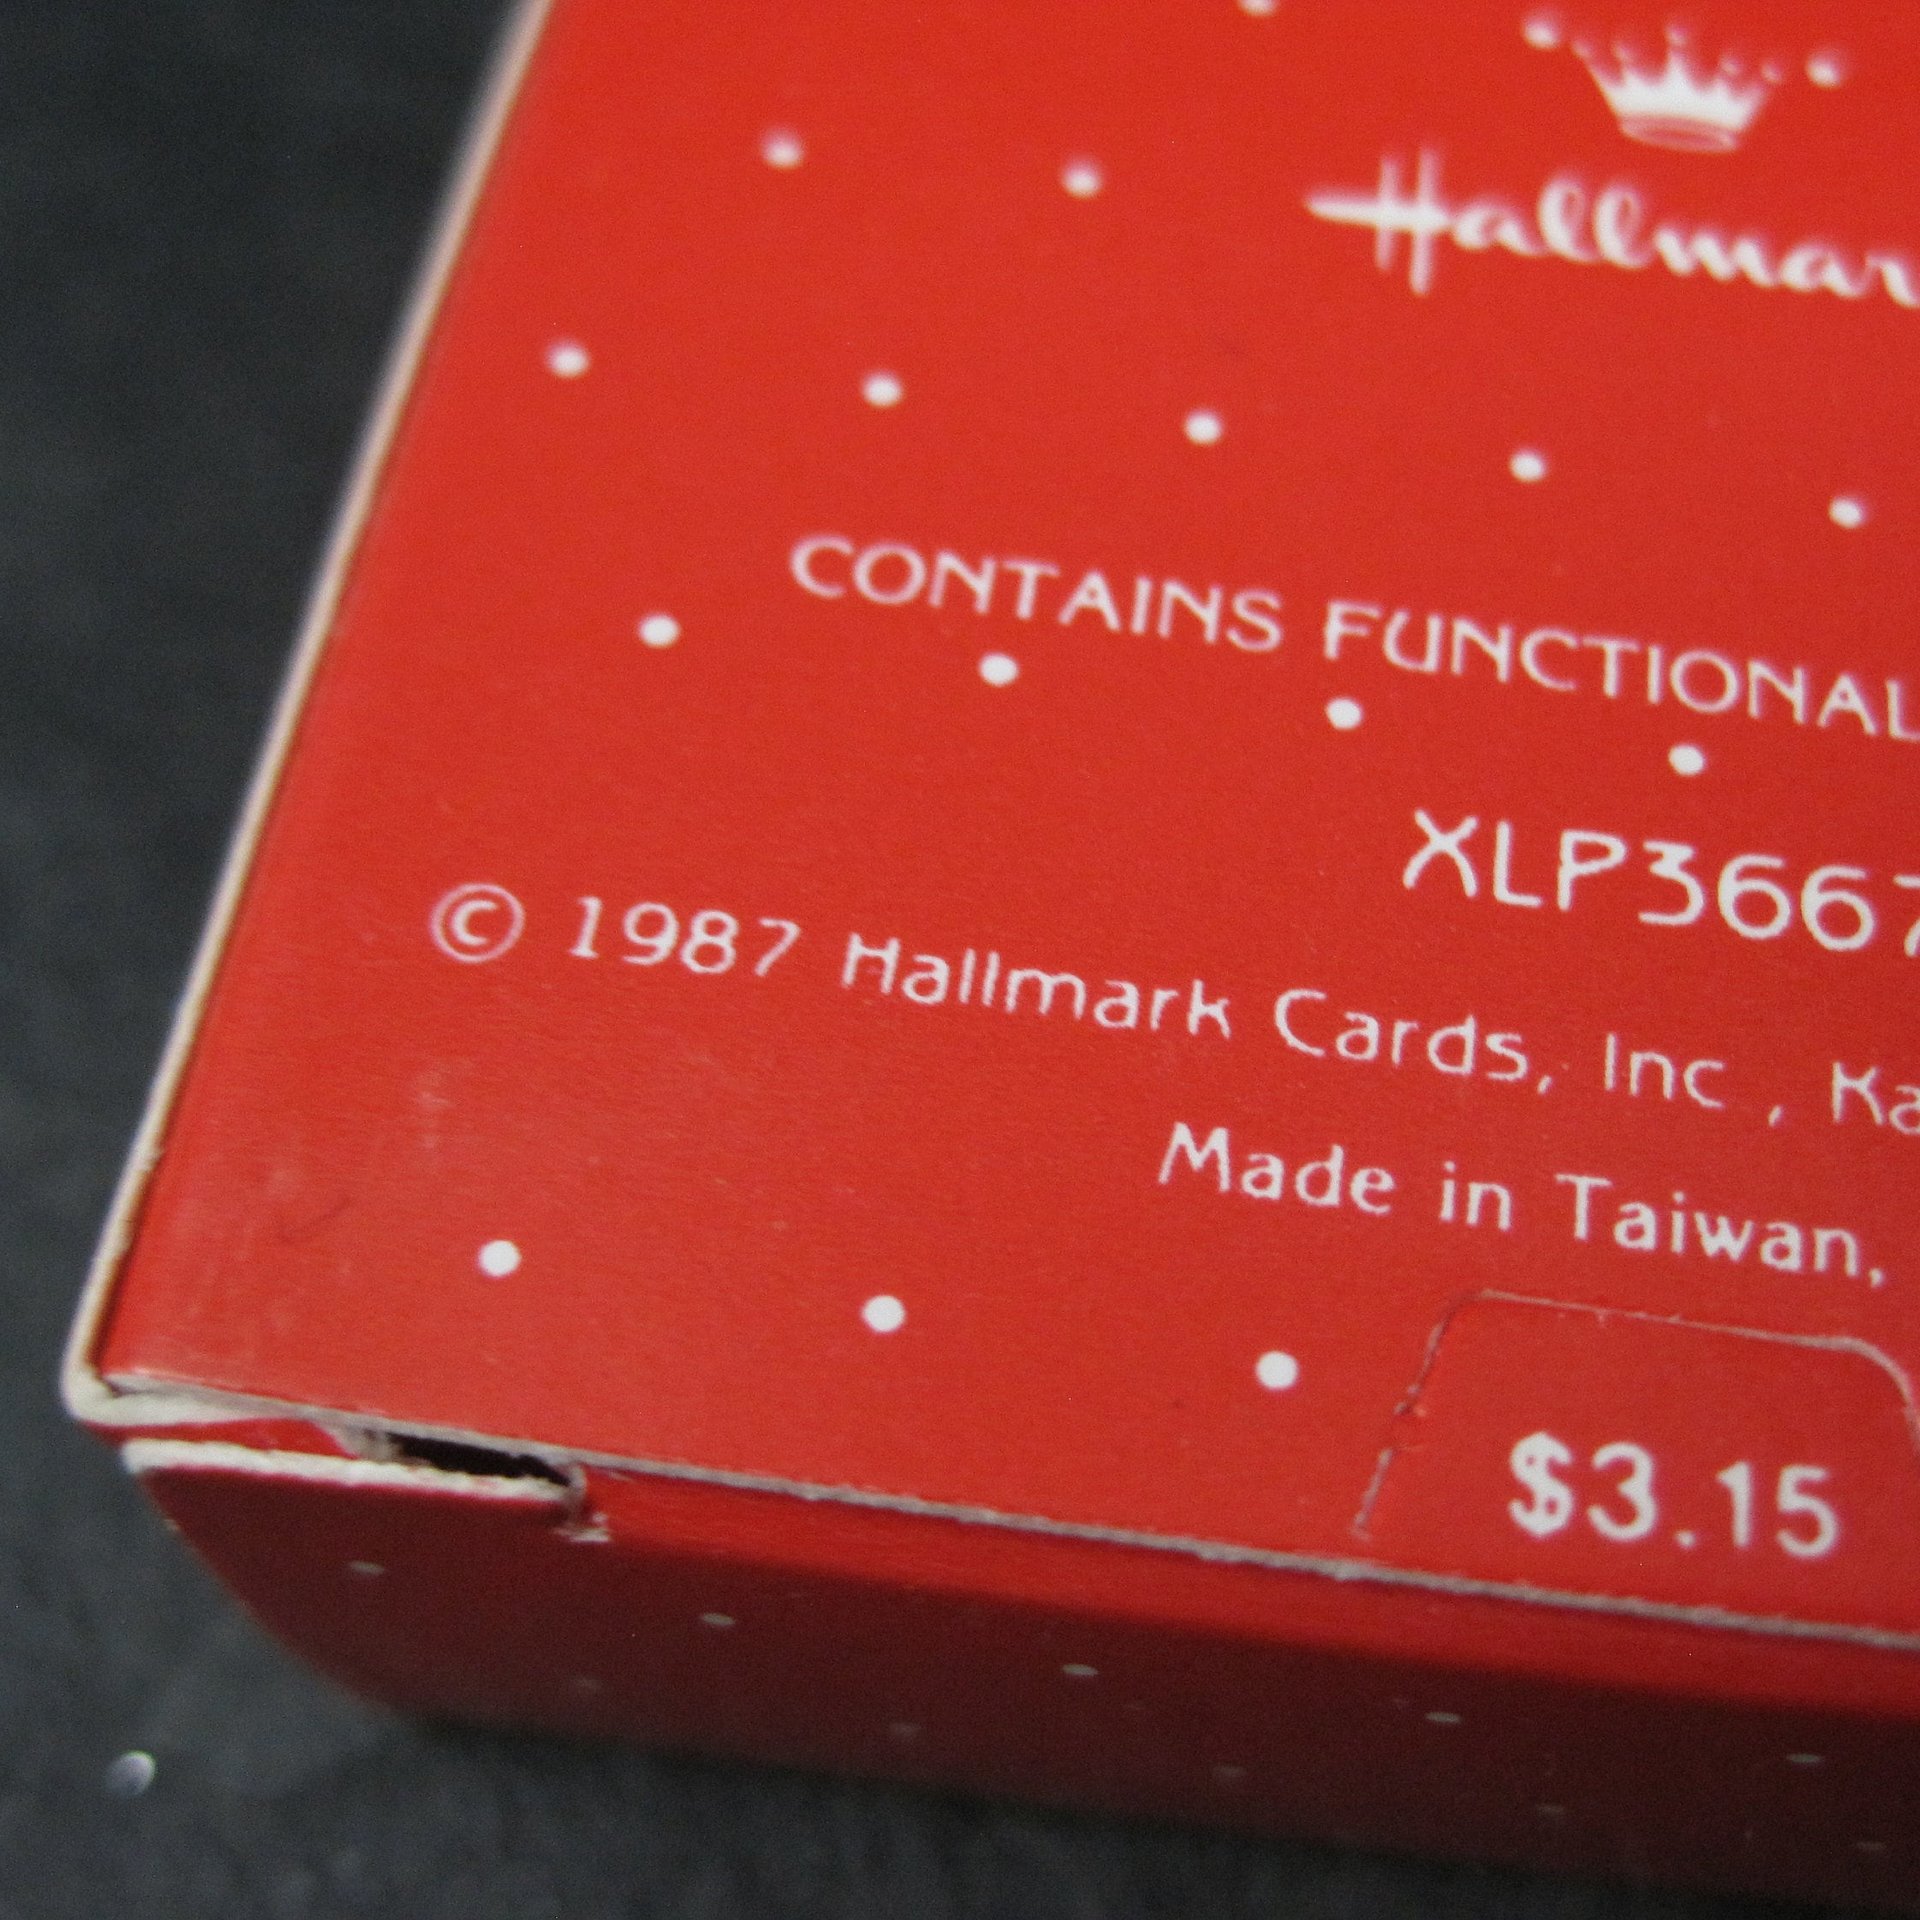 Hallmar
CONTAINS FUNCTIONAL
XLP3667
© 1987 Hallmark Cards, Inc , Ka
Made in Taiwan,
$3.15